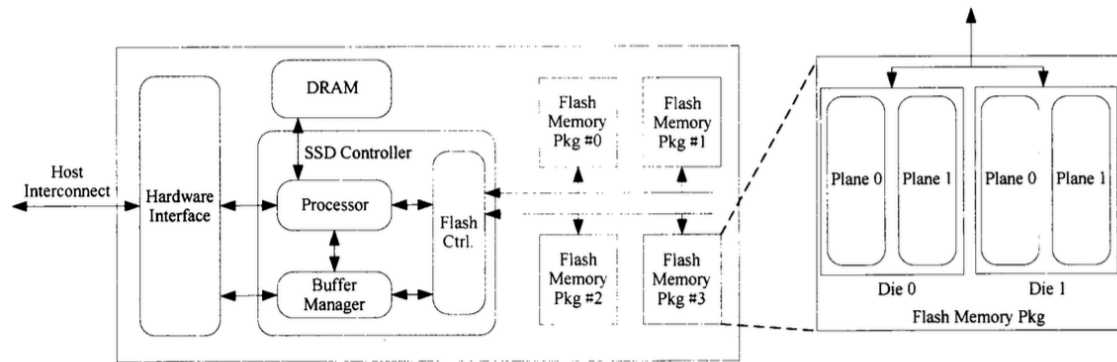 Host
Interconnect
Hardware
Interface
DRAM
SSD Controller
Processor
Buffer
Manager
Flash
Ctrl.
Flash
Memory
Pkg #0
Flash
Memory
Pkg #1
Flash
Memory
Pkg #2
Flash
Memory
Pkg #3
Plane 0
Plane 1
Plane 0
Plane 1
Die 0
Die 1
Flash Memory Pkg